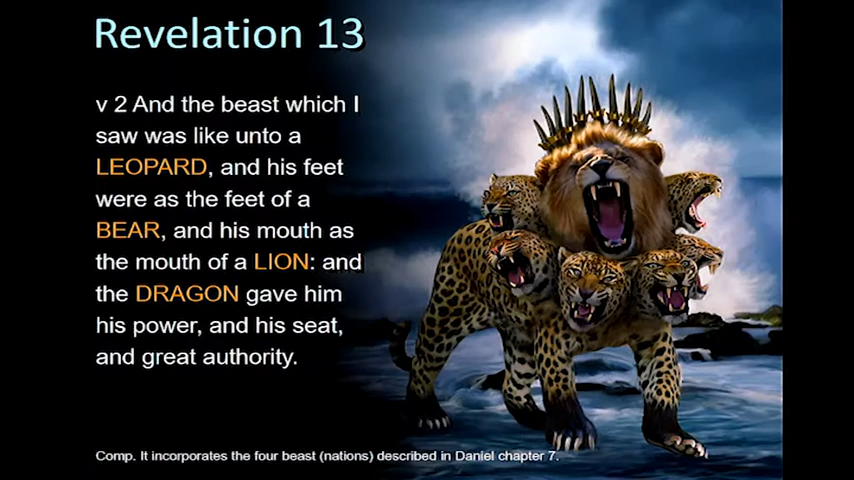 Revelation 13
v 2 And the beast which I
saw was like unto a
LEOPARD, and his feet
were as the feet of a
BEAR, and his mouth as
the mouth of a LION: and
the DRAGON gave him
his power, and his seat,
and great authority.
Comp. It incorporates the four beast (nations) described in Daniel chapter 7.